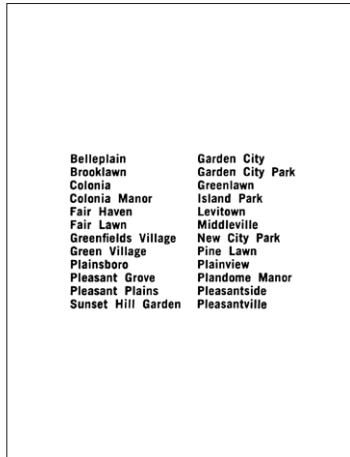 Belleplain
Brooklawn
Colonia
Colonia Manor
Fair Haven
Fair Lawn
Greenfields Village
Green Village
Plainsboro
Pleasant Grove
Pleasant Plains
Sunset Hill Garden
Garden City
Garden City Park
Greenlawn
Island Park
Levitown
Middleville
New City Park
Pine Lawn
Plainview
Plandome Manor
Pleasantside
Pleasantville